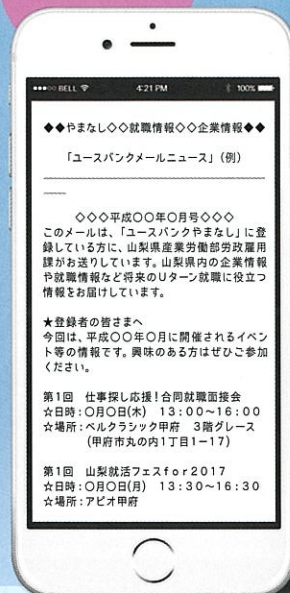 ●●●○○ BELL 4:21 PM 100%
◆◆やまなし◇◇就職情報◇◇企業情報◆◆
「ユースバンクメールニュース」(例)
◇◇◇平成〇〇年〇月号◇◇◇
このメールは、「ユースバンクやまなし」に登
録している方に、山梨県産業労働部労政雇用
課がお送りしています。山梨県内の企業情報
や就職情報など将来のUターン就職に役立つ
情報をお届けしています。
★登録者の皆さまへ
今回は、平成〇〇年〇月に開催されるイベン
ト等の情報です。興味のある方はぜひご参加
ください。
第1回 仕事探し応援!合同就職面接会
☆日時:〇月〇日(木) 13:00〜16:00
☆場所:ベルクラシック甲府 3階グレース
(甲府市丸の内1丁目1−17)
第1回 山梨就活フェスfor2017
☆日時:〇月〇日(月) 13:30〜16:30
☆場所:アピオ甲府